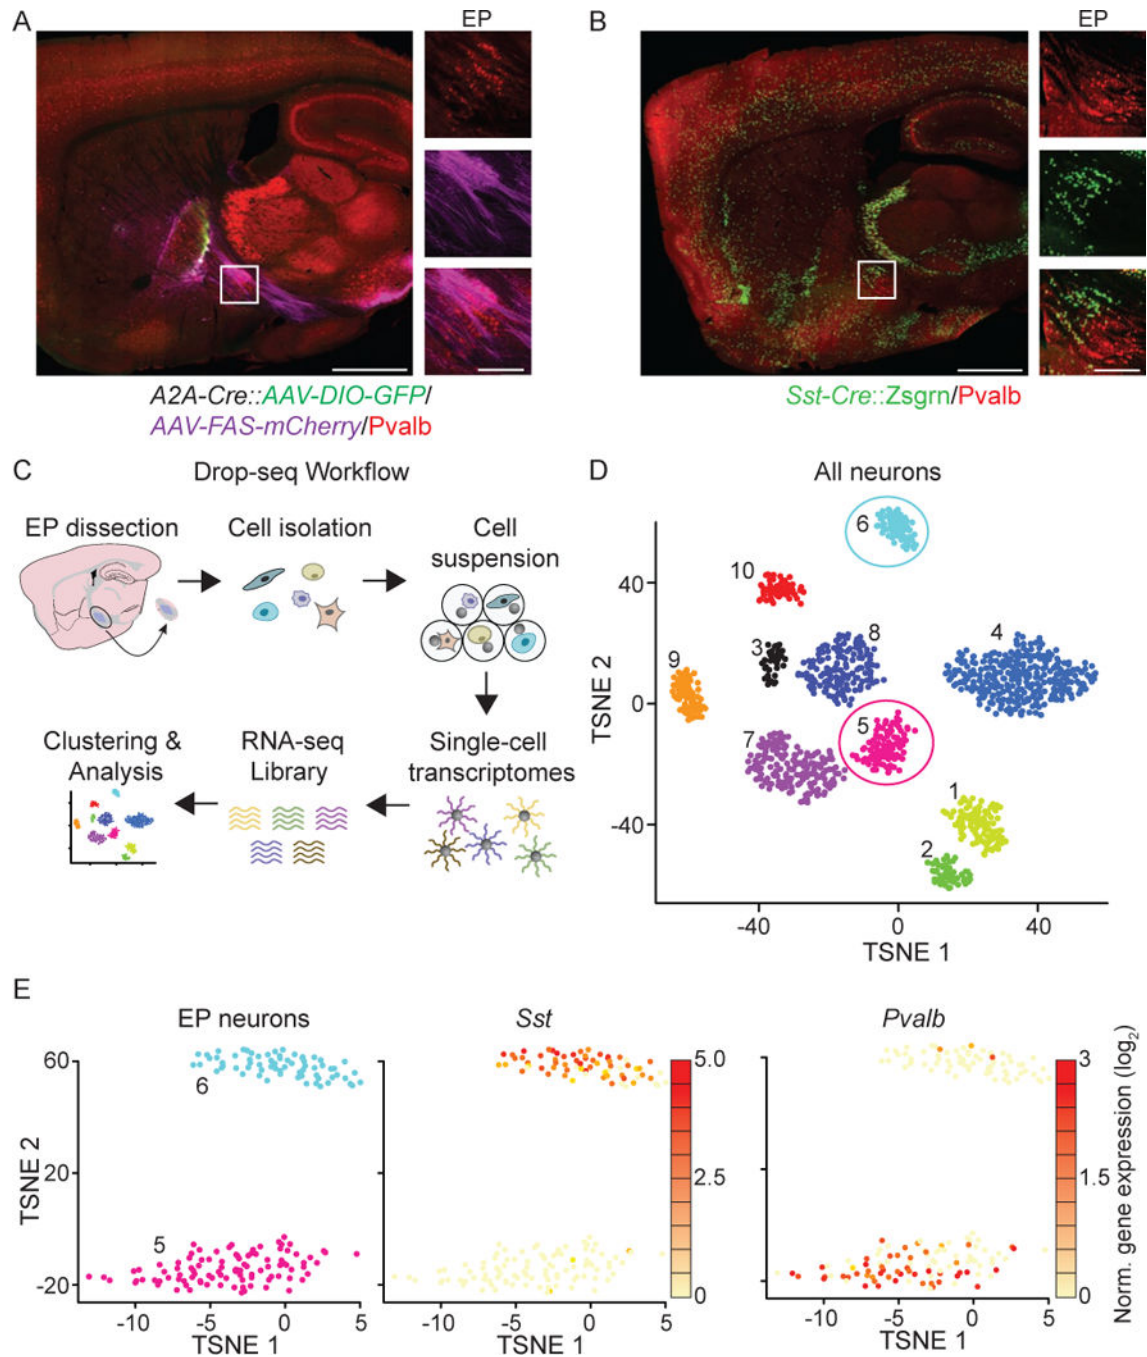 A
EP
B
EP
A2A-Cre::AAV-DIO-GFP/
AAV-FAS-mCherry/Pvalb
Sst-Cre::Zsgrn/Pvalb
C
Drop-seq Workflow
EP dissection
Cell isolation
Cell
suspension
Clustering &
Analysis
RNA-seq
Library
Single-cell
transcriptomes
D
All neurons
6
10
3
8
4
9
5
7
1
2
40
0
-40
TSNE 2
-40
0
40
TSNE 1
E
EP neurons
Sst
Pvalb
60
20
-20
TSNE 2
6
5
-10
-5
0
5
TSNE 1
-10
-5
0
5
TSNE 1
5.0
2.5
0
-10
-5
0
5
TSNE 1
3
1.5
0
Norm. gene expression (log2)